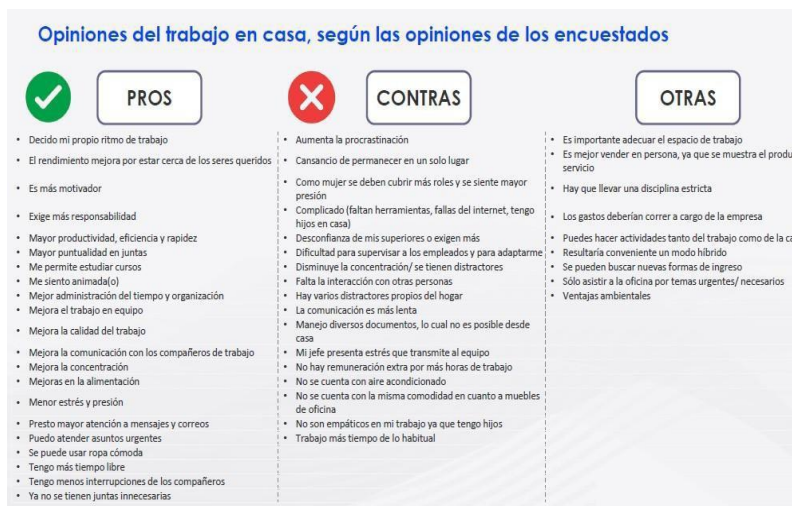 Opiniones del trabajo en casa, según las opiniones de los encuestados
PROS
• Decido mi propio ritmo de trabajo
• El rendimiento mejora por estar cerca de los seres queridos
• Es más motivador
• Exige más responsabilidad
• Mayor productividad, eficiencia y rapidez
• Mayor puntualidad en juntas
• Me permite estudiar cursos
• Me siento animada(o)
• Mejor administración del tiempo y organización
• Mejora el trabajo en equipo
• Mejora la calidad del trabajo
• Mejora la comunicación con los compañeros de trabajo
• Mejora la concentración
• Mejoras en la alimentación
• Menor estrés y presión
• Presto mayor atención a mensajes y correos
• Puedo atender asuntos urgentes
• Se puede usar ropa cómoda
• Tengo más tiempo libre
• Tengo menos interrupciones de los compañeros
• Ya no se tienen juntas innecesarias
CONTRAS
• Aumenta la procrastinación
• Cansancio de permanecer en un solo lugar
• Como mujer se deben cubrir más roles y se siente mayor
presión
• Complicado (faltan herramientas, fallas del internet, tengo
hijos en casa)
• Desconfianza de mis superiores o exigen más
• Dificultad para supervisar a los empleados y para adaptarme
• Disminuye la concentración/ se tienen distractores
• Falta la interacción con otras personas
• Hay varios distractores propios del hogar
• La comunicación es más lenta
• Manejo diversos documentos, lo cual no es posible desde
casa
• Mi jefe presenta estrés que transmite al equipo
• No hay remuneración extra por más horas de trabajo
• No se cuenta con aire acondicionado
• No se cuenta con la misma comodidad en cuanto a muebles
de oficina
• No son empáticos en mi trabajo ya que tengo hijos
• Trabajo más tiempo de lo habitual
OTRAS
• Es importante adecuar el espacio de trabajo
• Es mejor vender en persona, ya que se muestra el produ
servicio
• Hay que llevar una disciplina estricta
• Los gastos deberían correr a cargo de la empresa
• Puedes hacer actividades tanto del trabajo como de la ca
• Resultaría conveniente un modo híbrido
• Se pueden buscar nuevas formas de ingreso
• Sólo asistir a la oficina por temas urgentes/ necesarios
• Ventajas ambientales